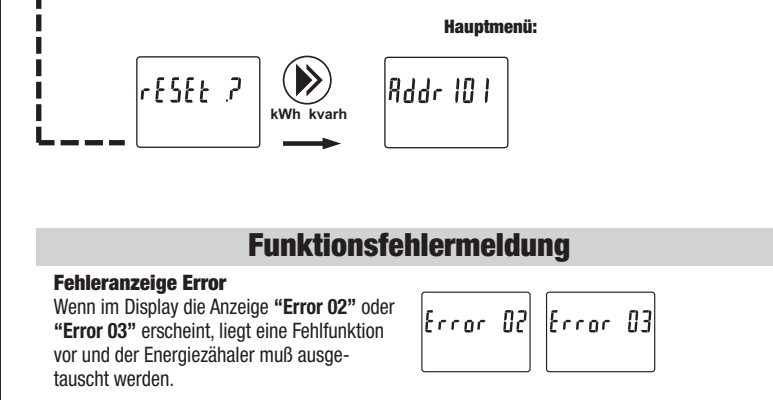 Hauptmenü:
rESEt .?
kWh kvarh
Addr 101
Funktionsfehlermeldung
Fehleranzeige Error
Wenn im Display die Anzeige “Error 02” oder
“Error 03” erscheint, liegt eine Fehlfunktion
vor und der Energiezähaler muß ausge-
tauscht werden.
Error 02
Error 03